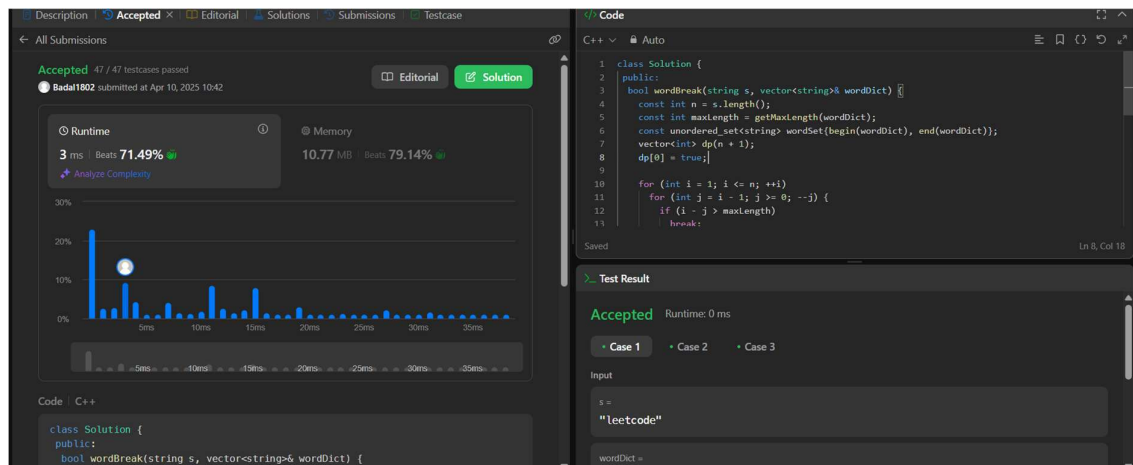 Description | Accepted × | Editorial | Solutions | Submissions | Testcase
← All Submissions
Accepted 47 / 47 testcases passed
Badal1802 submitted at Apr 10, 2025 10:42
Editorial
Solution
Runtime
3 ms | Beats 71.49%
Analyze Complexity
Memory
10.77 MB | Beats 79.14%
30%
20%
10%
0%
5ms 10ms 15ms 20ms 25ms 30ms 35ms
5ms 10ms 15ms 20ms 25ms 30ms 35ms
Code | C++
class Solution {
public:
bool wordBreak(string s, vector<string>& wordDict) {
</> Code
C++ Auto
1 class Solution {
2 public:
3 bool wordBreak(string s, vector<string>& wordDict) {
4 const int n = s.length();
5 const int maxLength = getMaxLength(wordDict);
6 const unordered_set<string> wordSet{begin(wordDict), end(wordDict)};
7 vector<int> dp(n + 1);
8 dp[0] = true;
9
10 for (int i = 1; i <= n; ++i)
11 for (int j = i - 1; j >= 0; --j) {
12 if (i - j > maxLength)
13 break;
Saved
Ln 8, Col 18
>_ Test Result
Accepted Runtime: 0 ms
• Case 1 • Case 2 • Case 3
Input
s =
"leetcode"
wordDict =